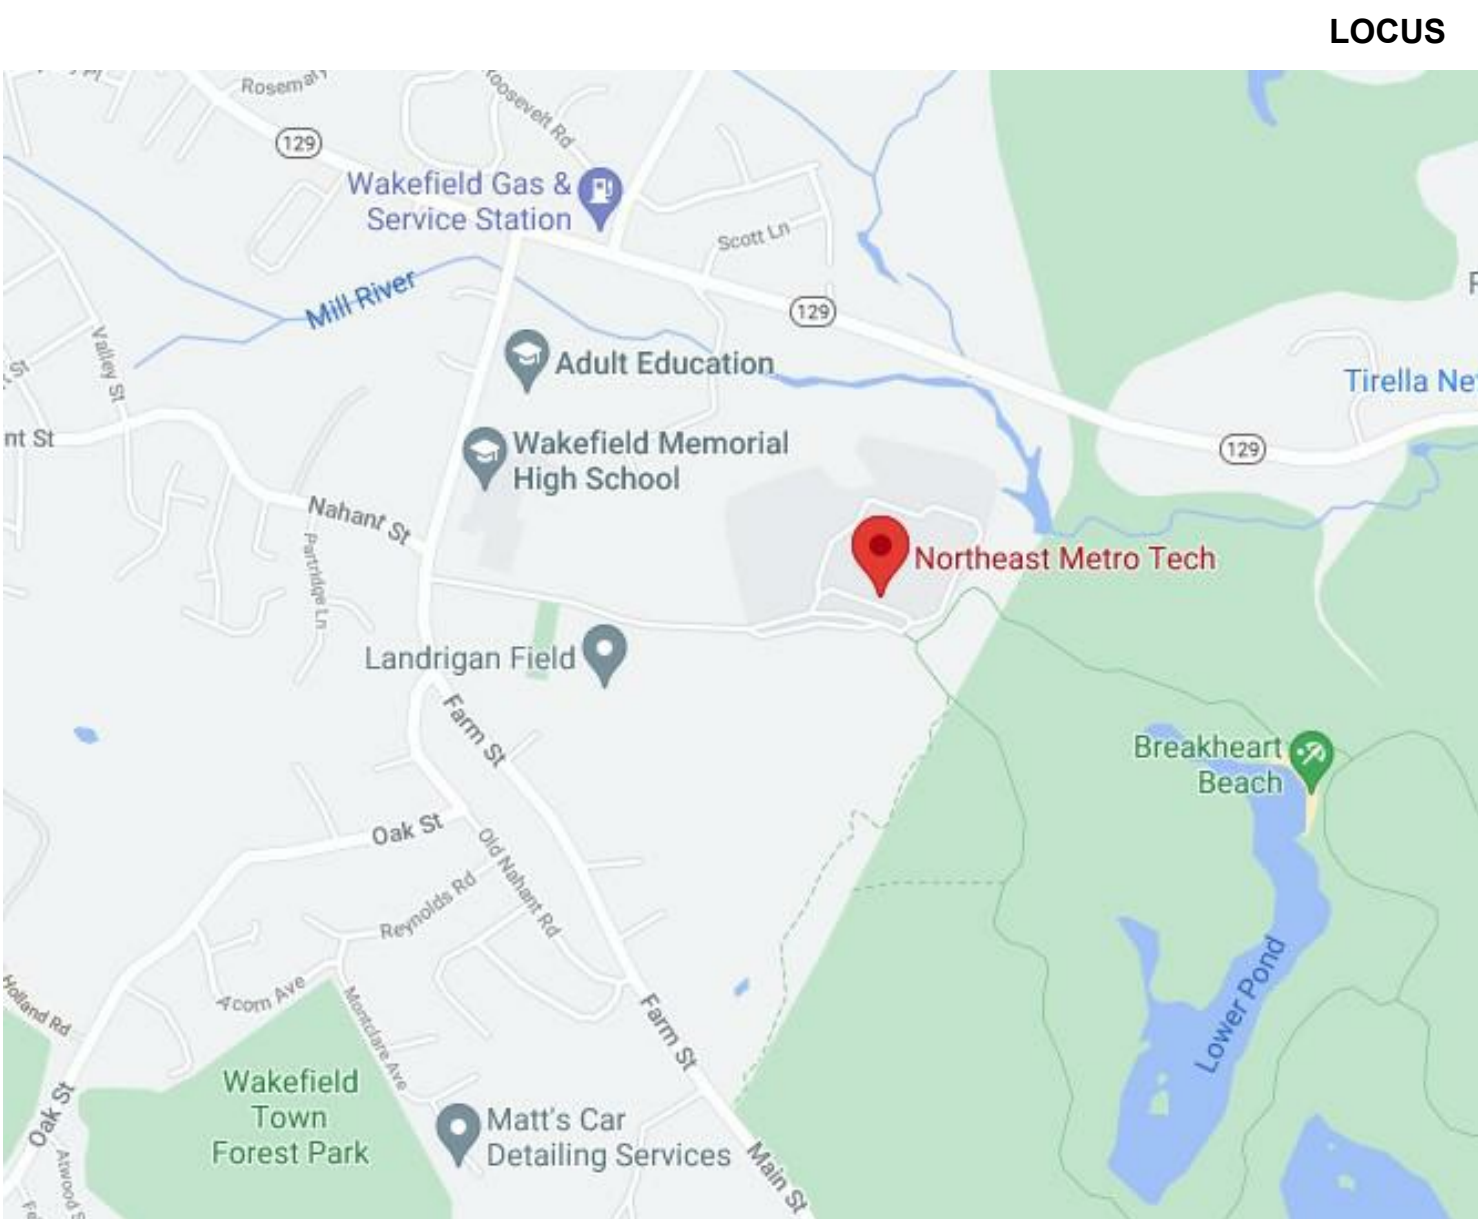 LOCUS
Rosemary
Roosevelt Rd
129
Wakefield Gas &
Service Station
Scott Ln
Mill River
129
Valley St
Adult Education
Tirella Ne
nt St
Wakefield Memorial
High School
129
Nahant St
Partridge Ln
Northeast Metro Tech
Landrigan Field
Farm St
Breakheart
Beach
Oak St
Old Nahant Rd
Reynolds Rd
Acorn Ave
Holland Rd
Montclare Ave
Farm St
Lower Pond
Wakefield
Town
Forest Park
Oak St
Matt's Car
Detailing Services
Atwood S
Main St